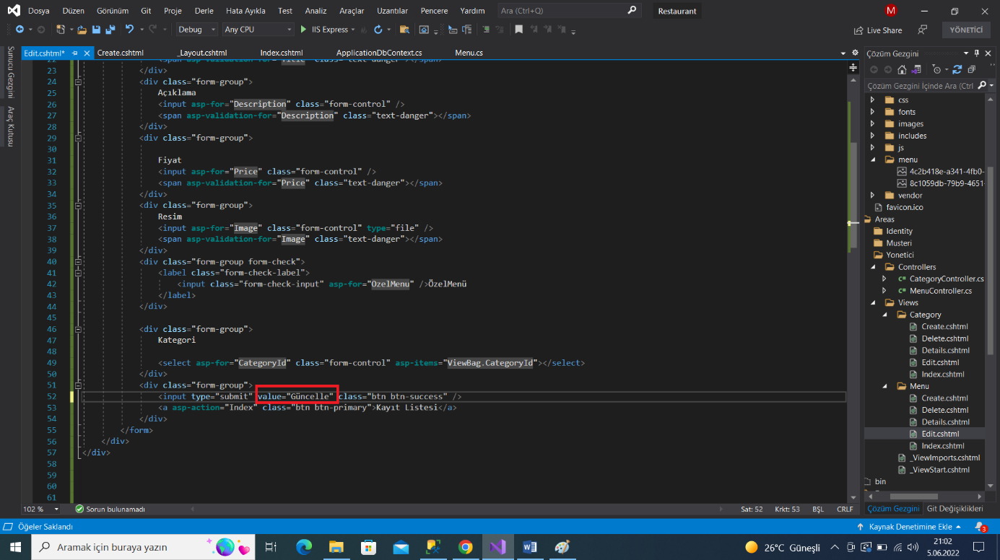 Dosya Düzen Görünüm Git Proje Derle Hata Ayıkla Test Analiz Araçlar Uzantılar Pencere Yardım Ara (Ctrl+Q) Restaurant M
Debug Any CPU IIS Express Live Share YÖNETİCİ
Sunucu Gezgini
Araç Kutusu
Edit.cshtml* Create.cshtml _Layout.cshtml Index.cshtml ApplicationDbContext.cs Menu.cs
22 <span asp-validation-for="Title" class="text-danger"></span>
23 </div>
24 <div class="form-group">
25 Açıklama
26 <input asp-for="Description" class="form-control" />
27 <span asp-validation-for="Description" class="text-danger"></span>
28 </div>
29 <div class="form-group">
30
31 Fiyat
32 <input asp-for="Price" class="form-control" />
33 <span asp-validation-for="Price" class="text-danger"></span>
34 </div>
35 <div class="form-group">
36 Resim
37 <input asp-for="Image" class="form-control" type="file" />
38 <span asp-validation-for="Image" class="text-danger"></span>
39 </div>
40 <div class="form-group form-check">
41 <label class="form-check-label">
42 <input class="form-check-input" asp-for="OzelMenu" />ÖzelMenü
43 </label>
44 </div>
45
46 <div class="form-group">
47 Kategori
48
49 <select asp-for="CategoryId" class="form-control" asp-items="ViewBag.CategoryId"></select>
50 </div>
51 <div class="form-group">
52 <input type="submit" value="Güncelle" class="btn btn-success" />
53 <a asp-action="Index" class="btn btn-primary">Kayıt Listesi</a>
54 </div>
55 </form>
56 </div>
57 </div>
58
59
60
61
102 % Sorun bulunamadı Sat: 52 Krkt: 53 BŞL CRLF
Çözüm Gezgini
Çözüm Gezgini İçinde Ara (Ctrl
css
fonts
images
includes
js
menu
4c2b418e-a341-4fb0-
8c1059db-79b9-4651-
vendor
favicon.ico
Areas
Identity
Musteri
Yonetici
Controllers
CategoryController.cs
MenuController.cs
Views
Category
Create.cshtml
Delete.cshtml
Details.cshtml
Edit.cshtml
Index.cshtml
Menu
Create.cshtml
Delete.cshtml
Details.cshtml
Edit.cshtml
Index.cshtml
_ViewImports.cshtml
_ViewStart.cshtml
bin
Çözüm Gezgini Git Değişiklikleri
Öğeler Saklandı Kaynak Denetimine Ekle 3
Aramak için buraya yazın 26°C Güneşli 21:02
5.06.2022